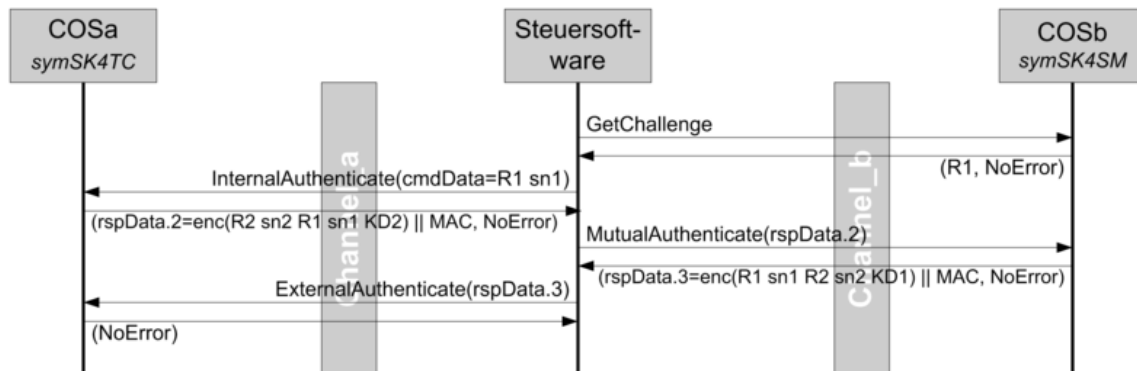 COSa
symSK4TC
Steuersoft-
ware
COSb
symSK4SM
Channel_a
Channel_b
GetChallenge
(R1, NoError)
InternalAuthenticate(cmdData=R1 sn1)
(rspData.2=enc(R2 sn2 R1 sn1 KD2) || MAC, NoError)
MutualAuthenticate(rspData.2)
(rspData.3=enc(R1 sn1 R2 sn2 KD1) || MAC, NoError)
ExternalAuthenticate(rspData.3)
(NoError)